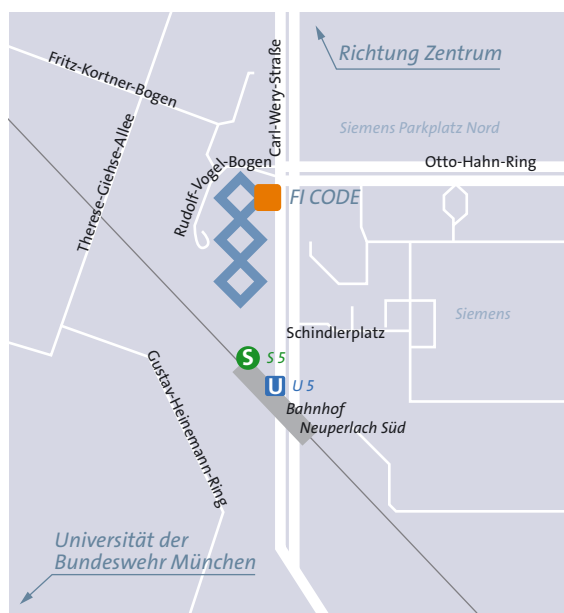 Richtung Zentrum
Fritz-Kortner-Bogen
Carl-Wery-Straße
Siemens Parkplatz Nord
Therese-Giehse-Allee
Rudolf-Vogel-Bogen
Otto-Hahn-Ring
FI CODE
Siemens
Schindlerplatz
S S 5
U U 5
Bahnhof
Neuperlach Süd
Gustav-Heinemann-Ring
Universität der
Bundeswehr München